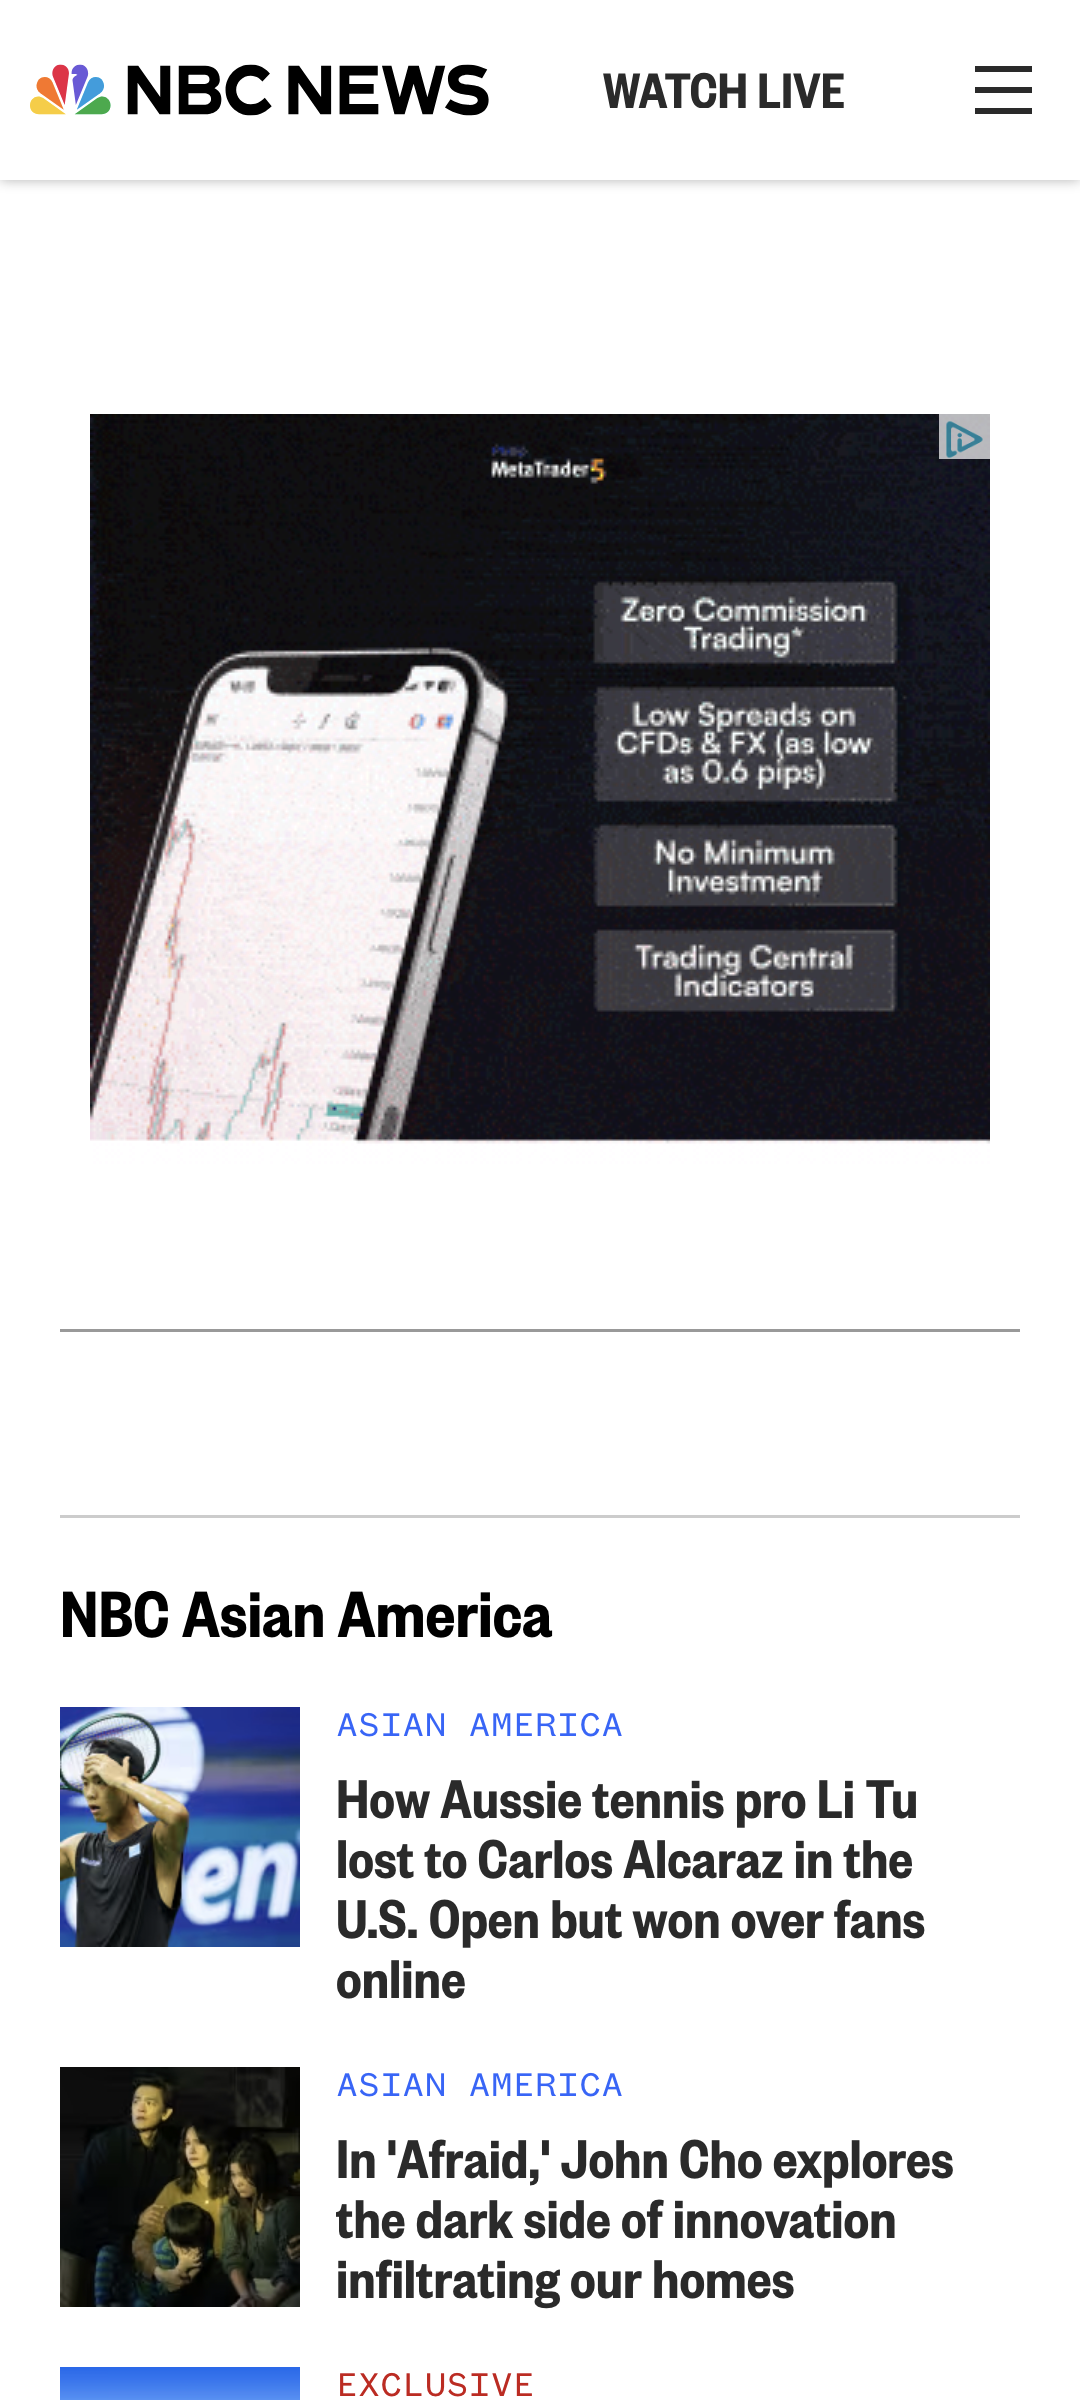 NBC NEWS
WATCH LIVE
MetaTrader 5
Zero Commission
Trading*
Low Spreads on
CFDs & FX (as low
as 0.6 pips)
No Minimum
Investment
Trading Central
Indicators
NBC Asian America
ASIAN AMERICA
How Aussie tennis pro Li Tu
lost to Carlos Alcaraz in the
U.S. Open but won over fans
online
en
ASIAN AMERICA
In 'Afraid,' John Cho explores
the dark side of innovation
infiltrating our homes
EXCLUSIVE